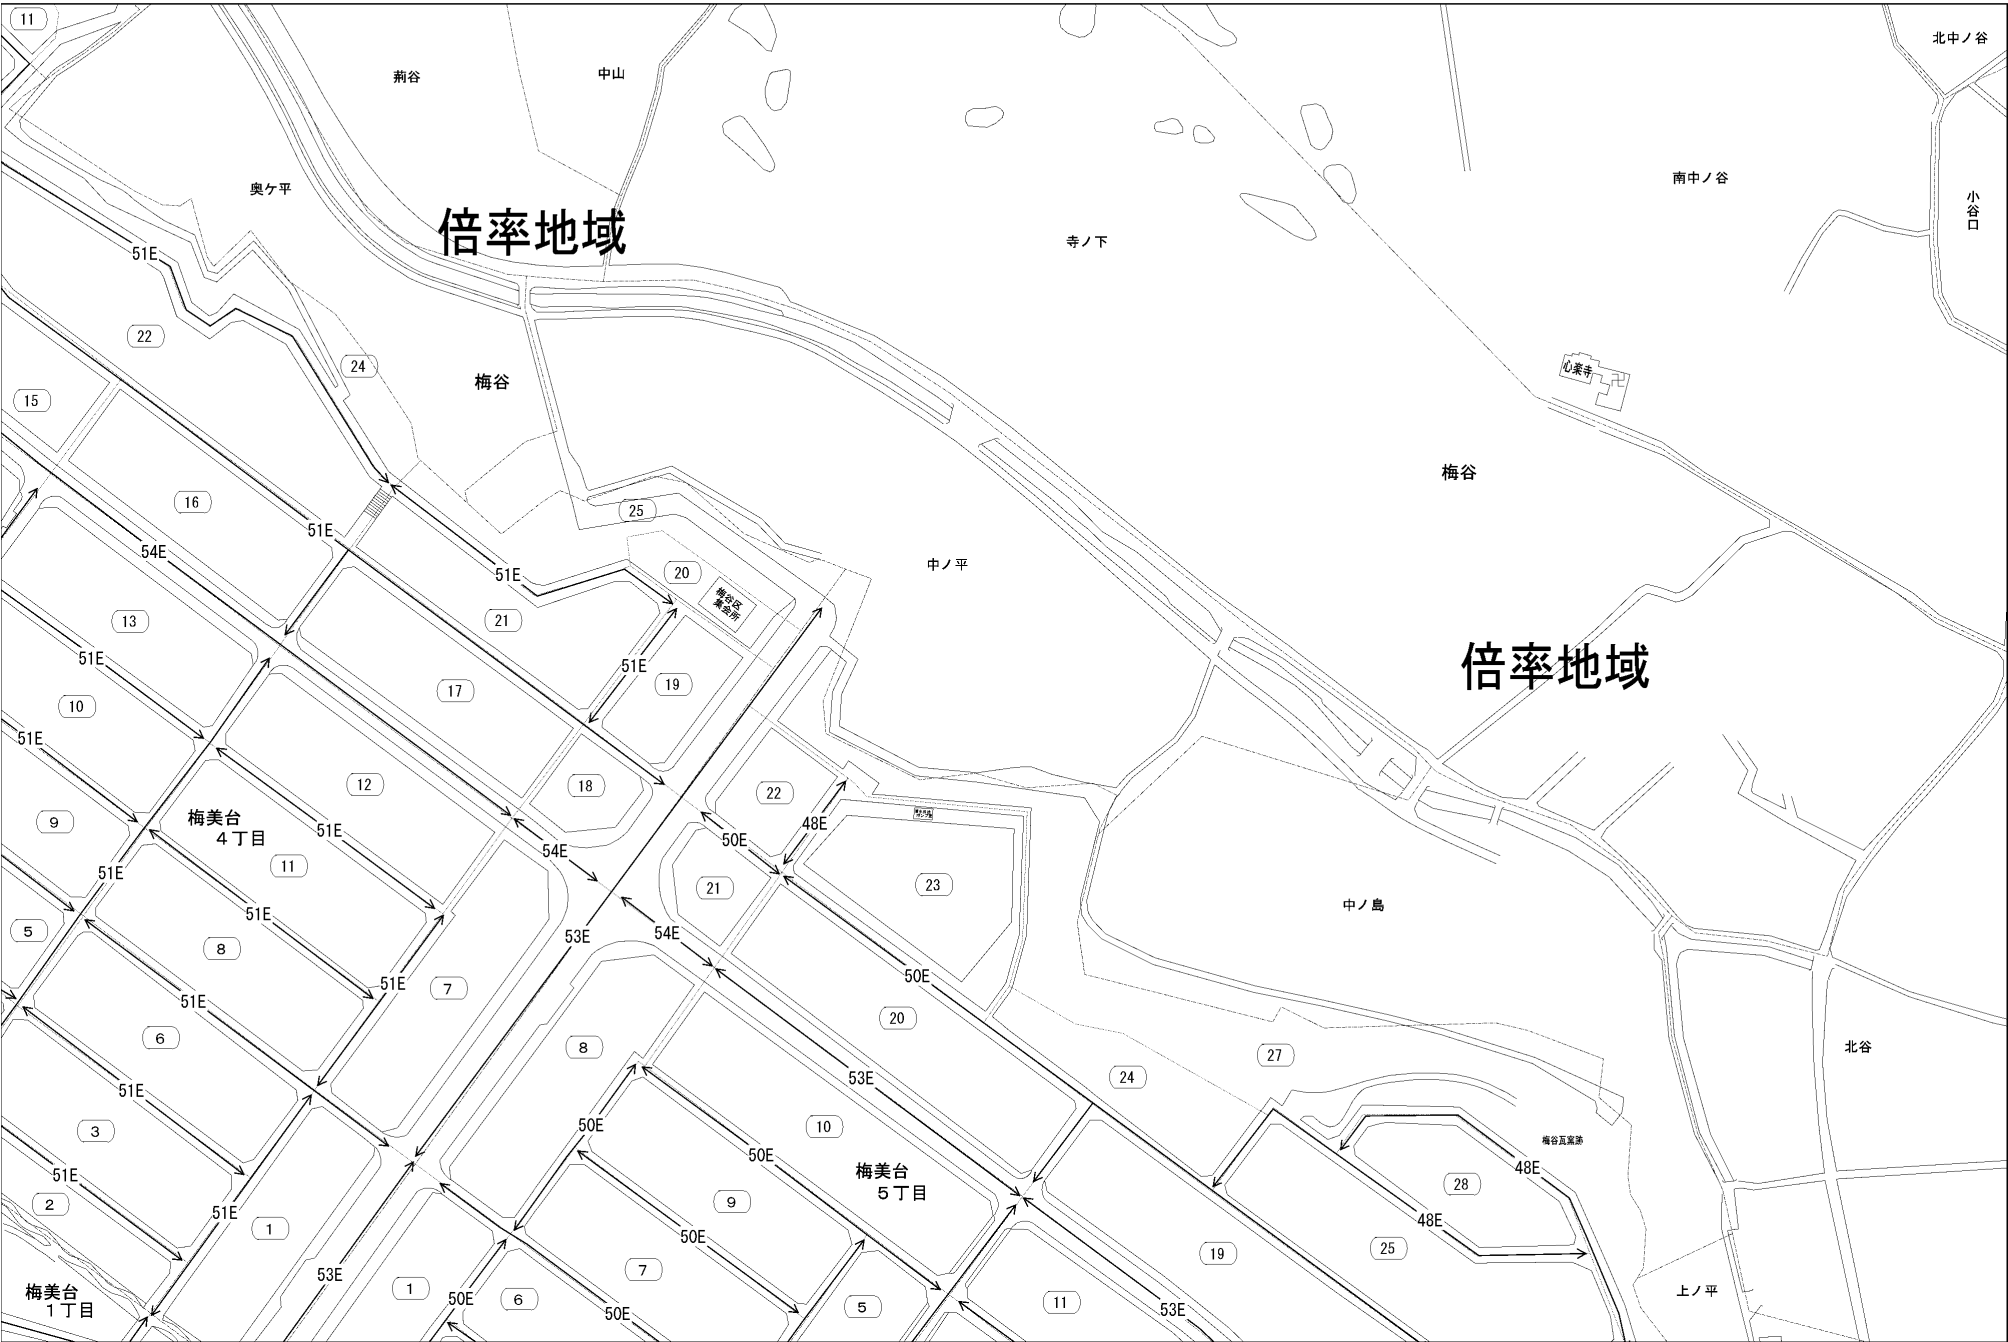 11
荊谷
中山
北中ノ谷
奥ケ平
倍率地域
寺ノ下
南中ノ谷
小谷口
51E
22
24
梅谷
心楽寺
15
16
25
梅谷
51E
54E
51E
20
梅谷区
集会所
中ノ平
13
21
51E
51E
19
倍率地域
10
17
51E
12
18
22
9
梅美台
4丁目
51E
54E
50E
48E
11
51E
21
23
中ノ島
5
8
51E
54E
53E
50E
7
51E
51E
20
6
8
27
北谷
51E
53E
24
3
50E
10
50E
梅谷瓦窯跡
51E
梅美台
5丁目
48E
28
2
51E
1
9
48E
50E
19
25
53E
7
梅美台
1丁目
1
50E
6
50E
5
11
53E
上ノ平